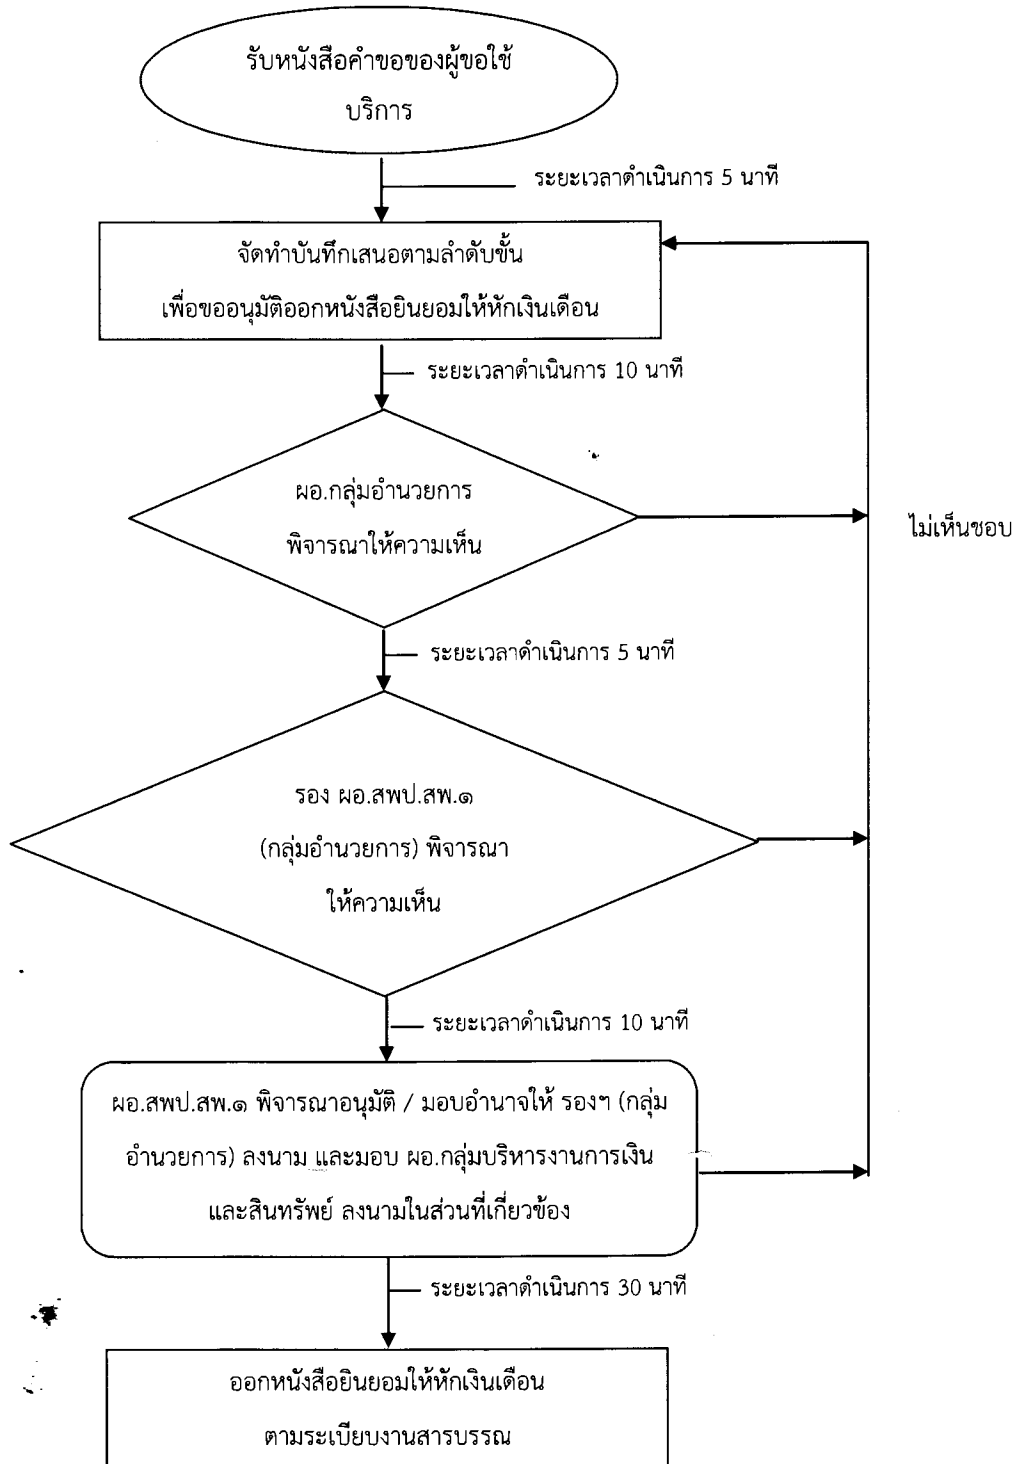 รับหนังสือคำขอของผู้ขอใช้
บริการ
ระยะเวลาดำเนินการ 5 นาที
จัดทำบันทึกเสนอตามลำดับขั้น
เพื่อขออนุมัติออกหนังสือยินยอมให้หักเงินเดือน
ระยะเวลาดำเนินการ 10 นาที
ผอ.กลุ่มอำนวยการ
พิจารณาให้ความเห็น
ไม่เห็นชอบ
ระยะเวลาดำเนินการ 5 นาที
รอง ผอ.สพป.สพ.๑
(กลุ่มอำนวยการ) พิจารณา
ให้ความเห็น
ระยะเวลาดำเนินการ 10 นาที
ผอ.สพป.สพ.๑ พิจารณาอนุมัติ / มอบอำนาจให้ รองฯ (กลุ่ม
อำนวยการ) ลงนาม และมอบ ผอ.กลุ่มบริหารงานการเงิน
และสินทรัพย์ ลงนามในส่วนที่เกี่ยวข้อง
ระยะเวลาดำเนินการ 30 นาที
ออกหนังสือยินยอมให้หักเงินเดือน
ตามระเบียบงานสารบรรณ